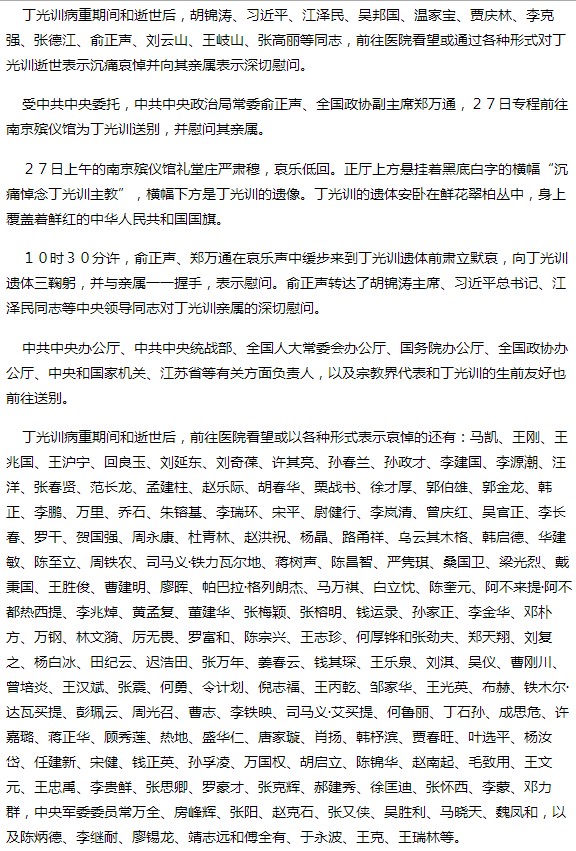 丁光训病重期间和逝世后，胡锦涛、习近平、江泽民、吴邦国、温家宝、贾庆林、李克
强、张德江、俞正声、刘云山、王岐山、张高丽等同志，前往医院看望或通过各种形式对丁
光训逝世表示沉痛哀悼并向其亲属表示深切慰问。
受中共中央委托，中共中央政治局常委俞正声、全国政协副主席郑万通，２７日专程前往
南京殡仪馆为丁光训送别，并慰问其亲属。
２７日上午的南京殡仪馆礼堂庄严肃穆，哀乐低回。正厅上方悬挂着黑底白字的横幅“沉
痛悼念丁光训主教”，横幅下方是丁光训的遗像。丁光训的遗体安卧在鲜花翠柏丛中，身上
覆盖着鲜红的中华人民共和国国旗。
１０时３０分许，俞正声、郑万通在哀乐声中缓步来到丁光训遗体前肃立默哀，向丁光训
遗体三鞠躬，并与亲属一一握手，表示慰问。俞正声转达了胡锦涛主席、习近平总书记、江
泽民同志等中央领导同志对丁光训亲属的深切慰问。
中共中央办公厅、中共中央统战部、全国人大常委会办公厅、国务院办公厅、全国政协办
公厅、中央和国家机关、江苏省等有关方面负责人，以及宗教界代表和丁光训的生前友好也
前往送别。
丁光训病重期间和逝世后，前往医院看望或以各种形式表示哀悼的还有：马凯、王刚、王
兆国、王沪宁、回良玉、刘延东、刘奇葆、许其亮、孙春兰、孙政才、李建国、李源潮、汪
洋、张春贤、范长龙、孟建柱、赵乐际、胡春华、栗战书、徐才厚、郭伯雄、郭金龙、韩
正、李鹏、万里、乔石、朱镕基、李瑞环、宋平、尉健行、李岚清、曾庆红、吴官正、李长
春、罗干、贺国强、周永康、杜青林、赵洪祝、杨晶、路甬祥、乌云其木格、韩启德、华建
敏、陈至立、周铁农、司马义·铁力瓦尔地、蒋树声、陈昌智、严隽琪、桑国卫、梁光烈、戴
秉国、王胜俊、曹建明、廖晖、帕巴拉·格列朗杰、马万祺、白立忱、陈奎元、阿不来提·阿不
都热西提、李兆焯、黄孟复、董建华、张梅颖、张榕明、钱运录、孙家正、李金华、邓朴
方、万钢、林文漪、厉无畏、罗富和、陈宗兴、王志珍、何厚铧和张劲夫、郑天翔、刘复
之、杨白冰、田纪云、迟浩田、张万年、姜春云、钱其琛、王乐泉、刘淇、吴仪、曹刚川、
曾培炎、王汉斌、张震、何勇、令计划、倪志福、王丙乾、邹家华、王光英、布赫、铁木尔·
达瓦买提、彭珮云、周光召、曹志、李铁映、司马义·艾买提、何鲁丽、丁石孙、成思危、许
嘉璐、蒋正华、顾秀莲、热地、盛华仁、唐家璇、肖扬、韩杼滨、贾春旺、叶选平、杨汝
岱、任建新、宋健、钱正英、孙孚凌、万国权、胡启立、陈锦华、赵南起、毛致用、王文
元、王忠禹、李贵鲜、张思卿、罗豪才、张克辉、郝建秀、徐匡迪、张怀西、李蒙、邓力
群，中央军委委员常万全、房峰辉、张阳、赵克石、张又侠、吴胜利、马晓天、魏凤和，以
及陈炳德、李继耐、廖锡龙、靖志远和傅全有、于永波、王克、王瑞林等。